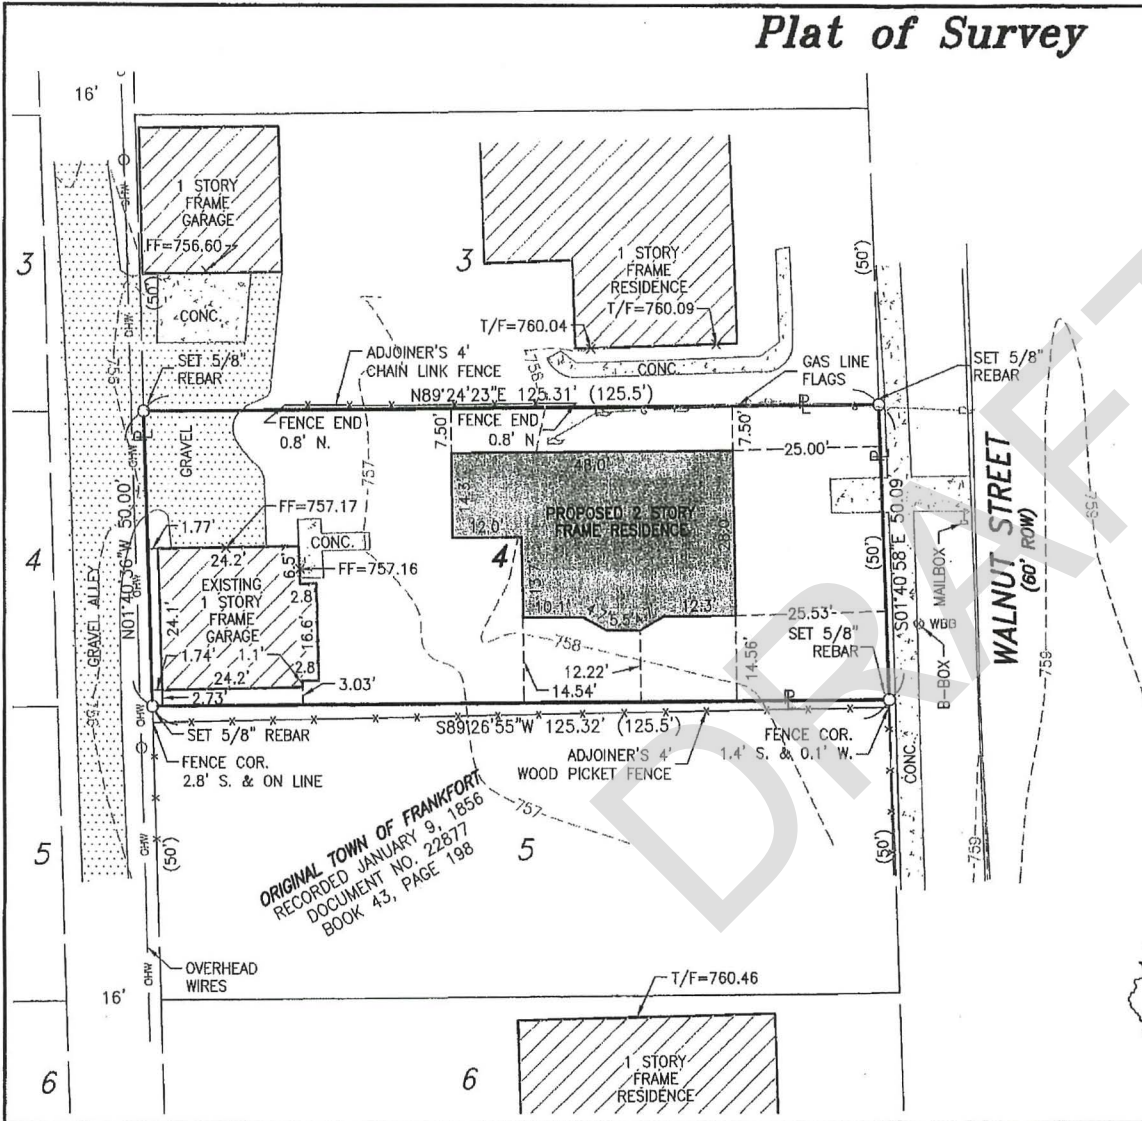 Plat of Survey
16'
1 STORY
FRAME
GARAGE
FF=756.60
3
3
(50')
(50')
CONC.
OHW
1 STORY
FRAME
RESIDENCE
T/F=760.09
T/F=760.04
CONC.
756
SET 5/8"
REBAR
ADJOINER'S 4'
CHAIN LINK FENCE
GAS LINE
FLAGS
SET 5/8"
REBAR
N89°24'23"E 125.31' (125.5')
FENCE END
0.8' N.
FENCE END
0.8' N
7.50'
7.50'
25.00'
GRAVEL
757
48.0'
14.3'
PROPOSED 2 STORY
FRAME RESIDENCE
28.0'
12.0'
13.7'
10.1'
5.5'
12.3'
FF=757.17
1.77'
24.2'
CONC.
FF=757.16
6.5'
4
4
EXISTING
1 STORY
FRAME
GARAGE
2.8'
24.1'
16.6'
2.8'
1.74'
1.1'
24.2'
2.73'
3.03'
N01°40'36"W 50.00'
GRAVEL ALLEY
S01°40'58"E 50.09'
(50')
MAILBOX
WALNUT STREET
(60' ROW)
759
759
WBB
B-BOX
25.53'
SET 5/8"
REBAR
758
14.56'
12.22'
14.54'
SET 5/8" REBAR
S89°26'55"W 125.32' (125.5')
FENCE COR.
2.8' S. & ON LINE
ADJOINER'S 4'
WOOD PICKET FENCE
FENCE COR.
1.4' S. & 0.1' W.
CONC.
759
757
ORIGINAL TOWN OF FRANKFORT
RECORDED JANUARY 9, 1856
DOCUMENT NO. 22877
BOOK 43, PAGE 198
5
5
(50')
(50')
OHW
OVERHEAD
WIRES
OHW
16'
T/F=760.46
1 STORY
FRAME
RESIDENCE
6
6
DRAFT